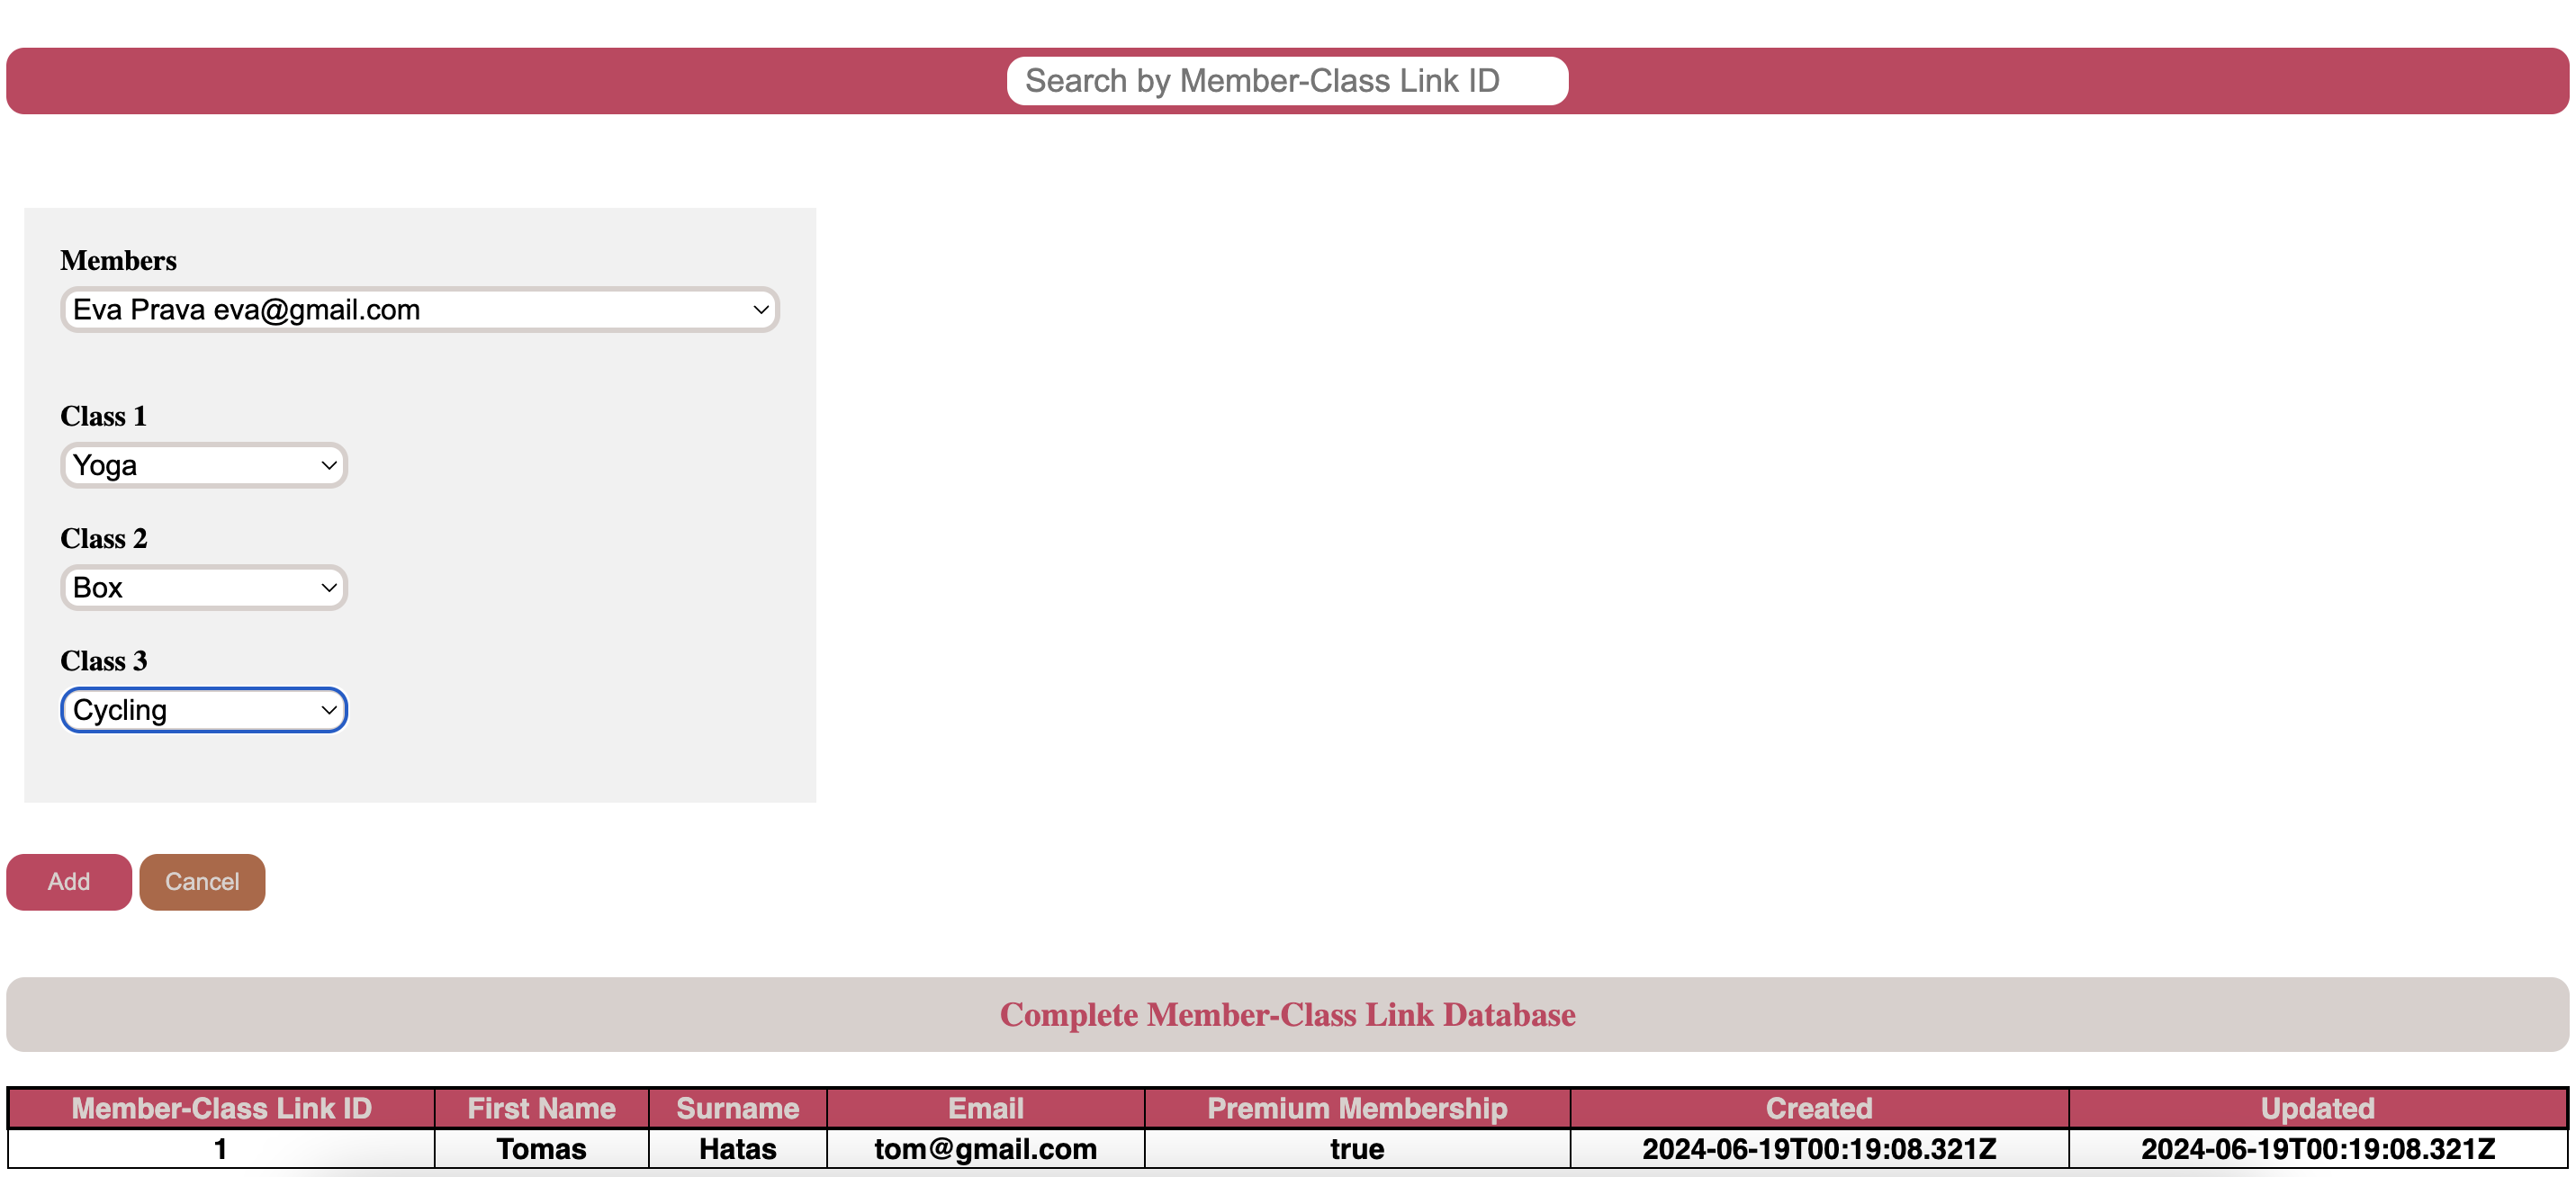 Search by Member-Class Link ID
Members
Eva Prava eva@gmail.com
Class 1
Yoga
Class 2
Box
Class 3
Cycling
Add Cancel
Complete Member-Class Link Database
Member-Class Link ID First Name Surname Email Premium Membership Created Updated
1 Tomas Hatas tom@gmail.com true 2024-06-19T00:19:08.321Z 2024-06-19T00:19:08.321Z